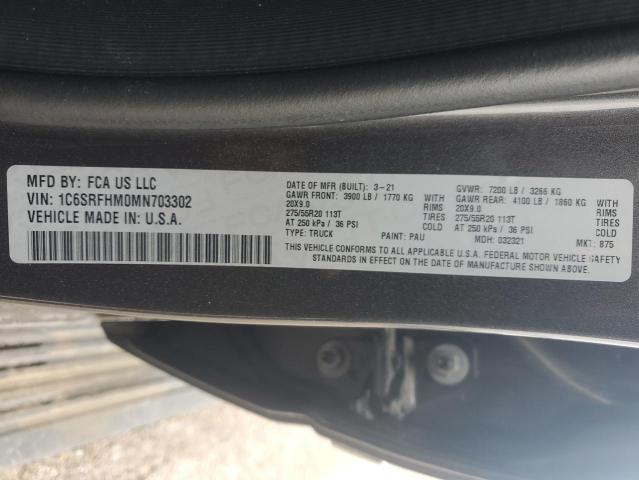 MFD BY: FCA US LLC
VIN: 1C6SRFHM0MN703302
VEHICLE MADE IN U.S.A.
DATE OF MFR (BUILT): 3-21
GAWR FRONT: 3900 LB / 1770 KG WITH
20X9.0 RIMS
275/55R20 113T TIRES
AT 250 kPa / 36 PSI COLD
TYPE: TRUCK
PAINT: PAU
GVWR: 7200 LB / 3266 KG
GAWR REAR: 4100 LB / 1860 KG WITH
20X9.0 RIMS
275/55R20 113T TIRES
AT 250 kPa / 36 PSI COLD
MDH: 032321 MKT: 875
THIS VEHICLE CONFORMS TO ALL APPLICABLE U.S.A. FEDERAL MOTOR VEHICLE SAFETY
STANDARDS IN EFFECT ON THE DATE OF MANUFACTURE SHOWN ABOVE.